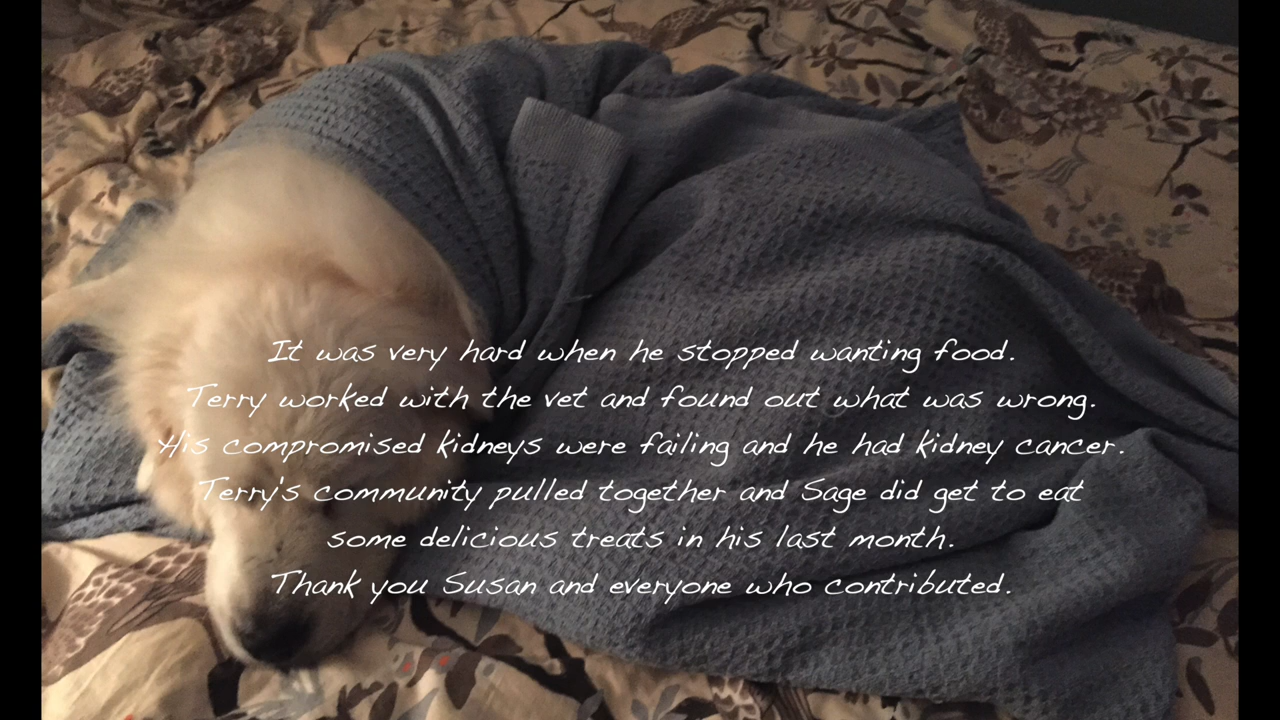 It was very hard when he stopped wanting food.
Terry worked with the vet and found out what was wrong.
His compromised kidneys were failing and he had kidney cancer.
Terry's community pulled together and Sage did get to eat
some delicious treats in his last month.
Thank you Susan and everyone who contributed.